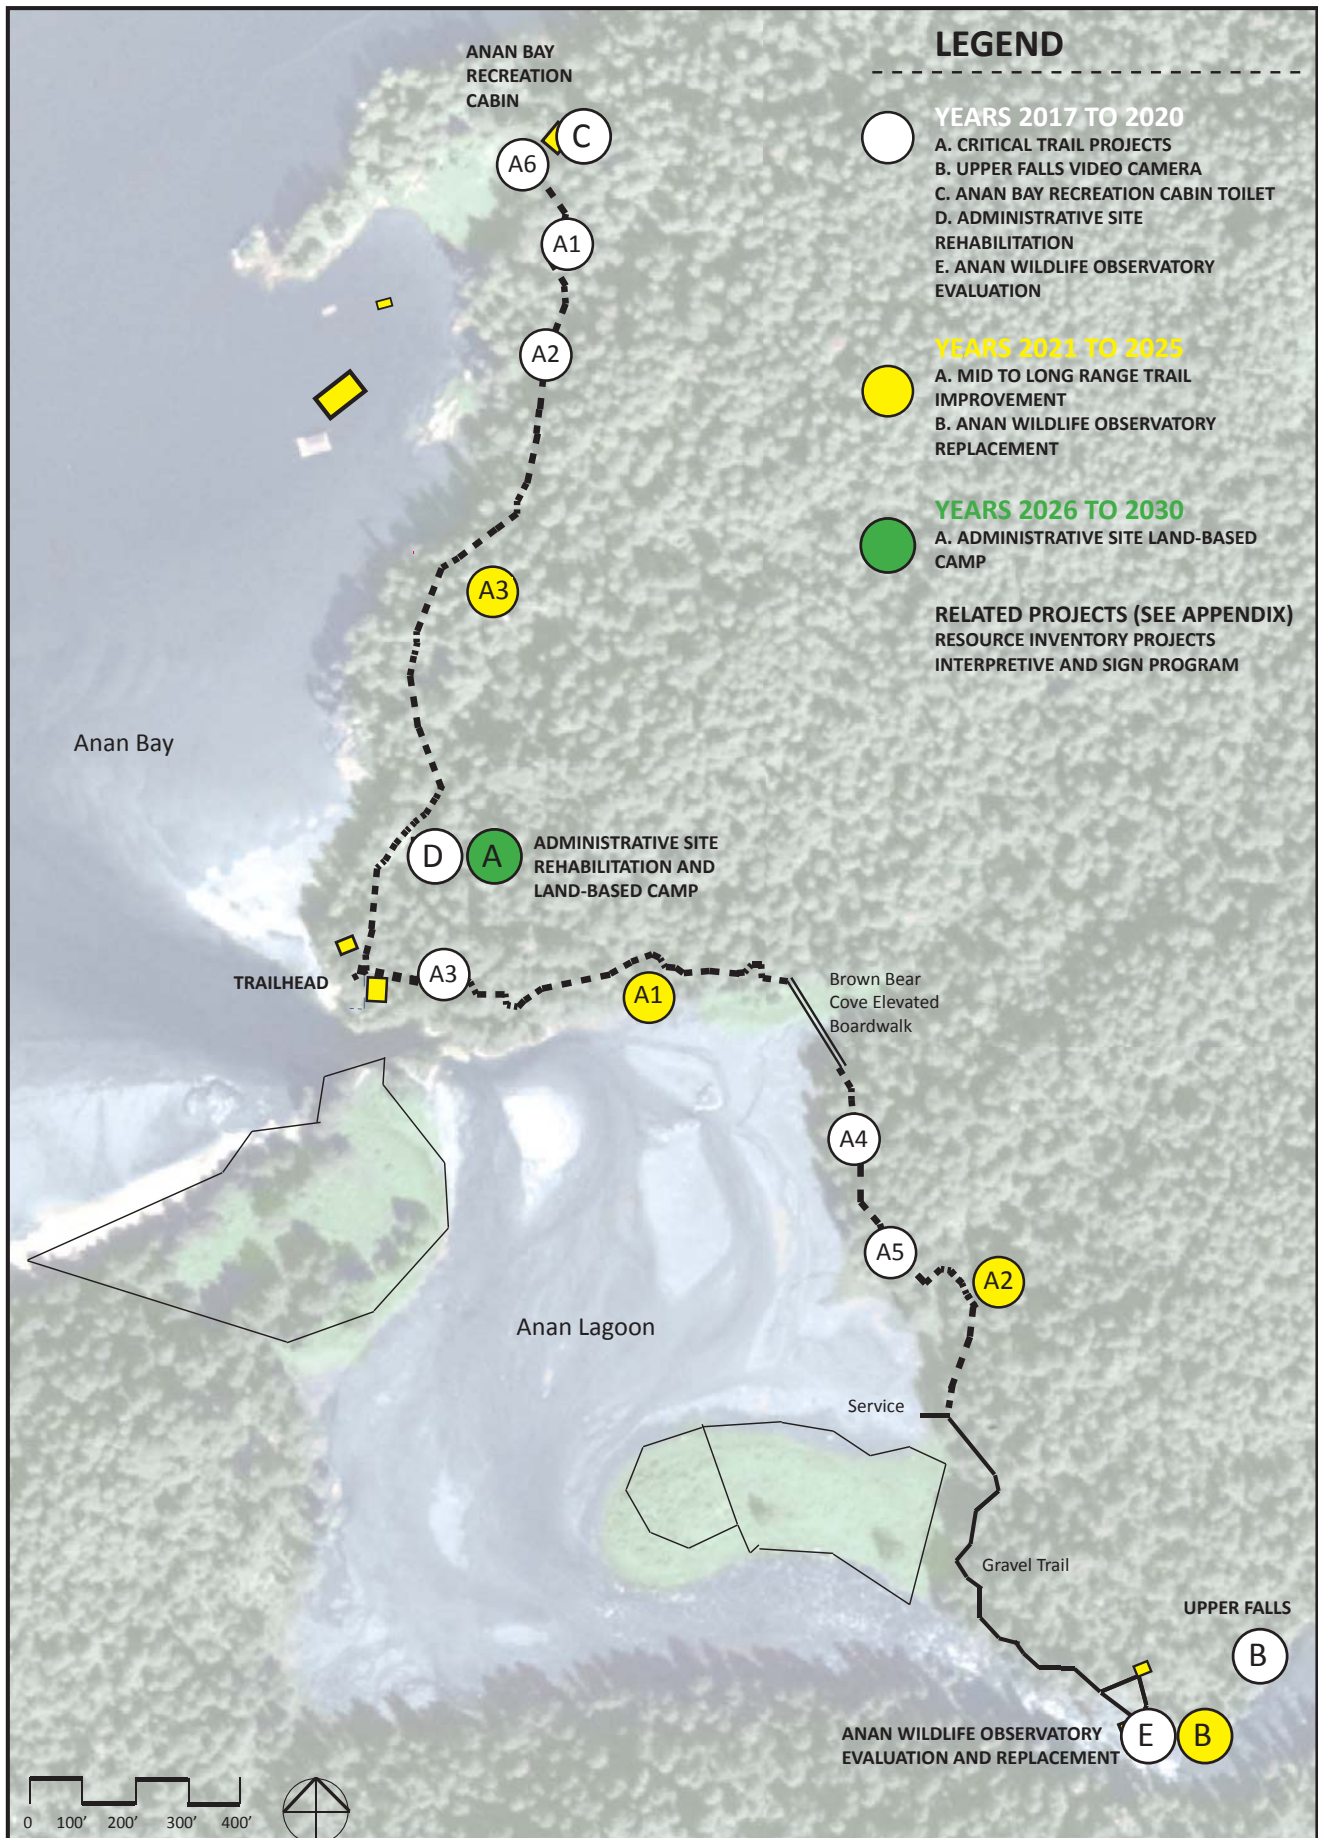 LEGEND
YEARS 2017 TO 2020
A. CRITICAL TRAIL PROJECTS
B. UPPER FALLS VIDEO CAMERA
C. ANAN BAY RECREATION CABIN TOILET
D. ADMINISTRATIVE SITE
REHABILITATION
E. ANAN WILDLIFE OBSERVATORY
EVALUATION
YEARS 2021 TO 2025
A. MID TO LONG RANGE TRAIL
IMPROVEMENT
B. ANAN WILDLIFE OBSERVATORY
REPLACEMENT
YEARS 2026 TO 2030
A. ADMINISTRATIVE SITE LAND-BASED
CAMP
RELATED PROJECTS (SEE APPENDIX)
RESOURCE INVENTORY PROJECTS
INTERPRETIVE AND SIGN PROGRAM
ANAN BAY
RECREATION
CABIN
C
A6
A1
A2
A3
Anan Bay
D
A
ADMINISTRATIVE SITE
REHABILITATION AND
LAND-BASED CAMP
TRAILHEAD
A3
A1
Brown Bear
Cove Elevated
Boardwalk
A4
A5
A2
Anan Lagoon
Service
Gravel Trail
UPPER FALLS
B
ANAN WILDLIFE OBSERVATORY
EVALUATION AND REPLACEMENT
E
B
0 100' 200' 300' 400'